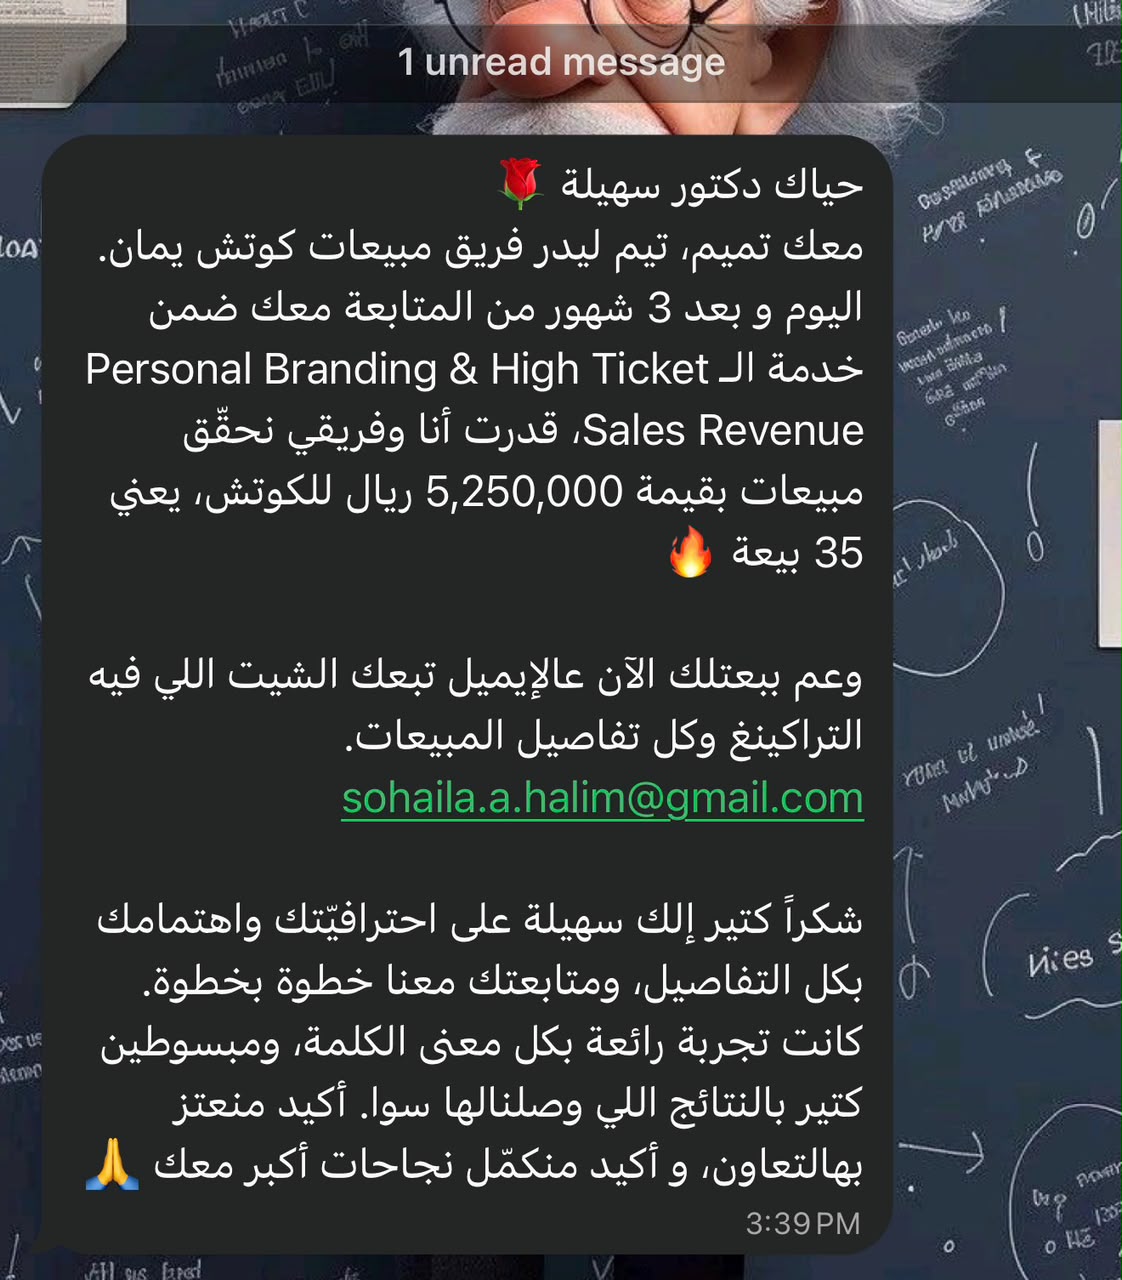 1 unread message
حياك دكتور سهيلة 🌹
معك تميم، تيم ليدر فريق مبيعات كوتش يمان.
اليوم و بعد 3 شهور من المتابعة معك ضمن
خدمة الـ Personal Branding & High Ticket
Sales Revenue، قدرت أنا وفريقي نحقّق
مبيعات بقيمة 5,250,000 ريال للكوتش، يعني
35 بيعة 🔥
وعم ببعتلك الآن عالإيميل تبعك الشيت اللي فيه
التراكينغ وكل تفاصيل المبيعات.
sohaila.a.halim@gmail.com
شكراً كتير إلك سهيلة على احترافيّتك واهتمامك
بكل التفاصيل، ومتابعتك معنا خطوة بخطوة.
كانت تجربة رائعة بكل معنى الكلمة، ومبسوطين
كتير بالنتائج اللي وصلنالها سوا. أكيد منعتز
بهالتعاون، و أكيد منكمّل نجاحات أكبر معك 🙏
3:39 PM